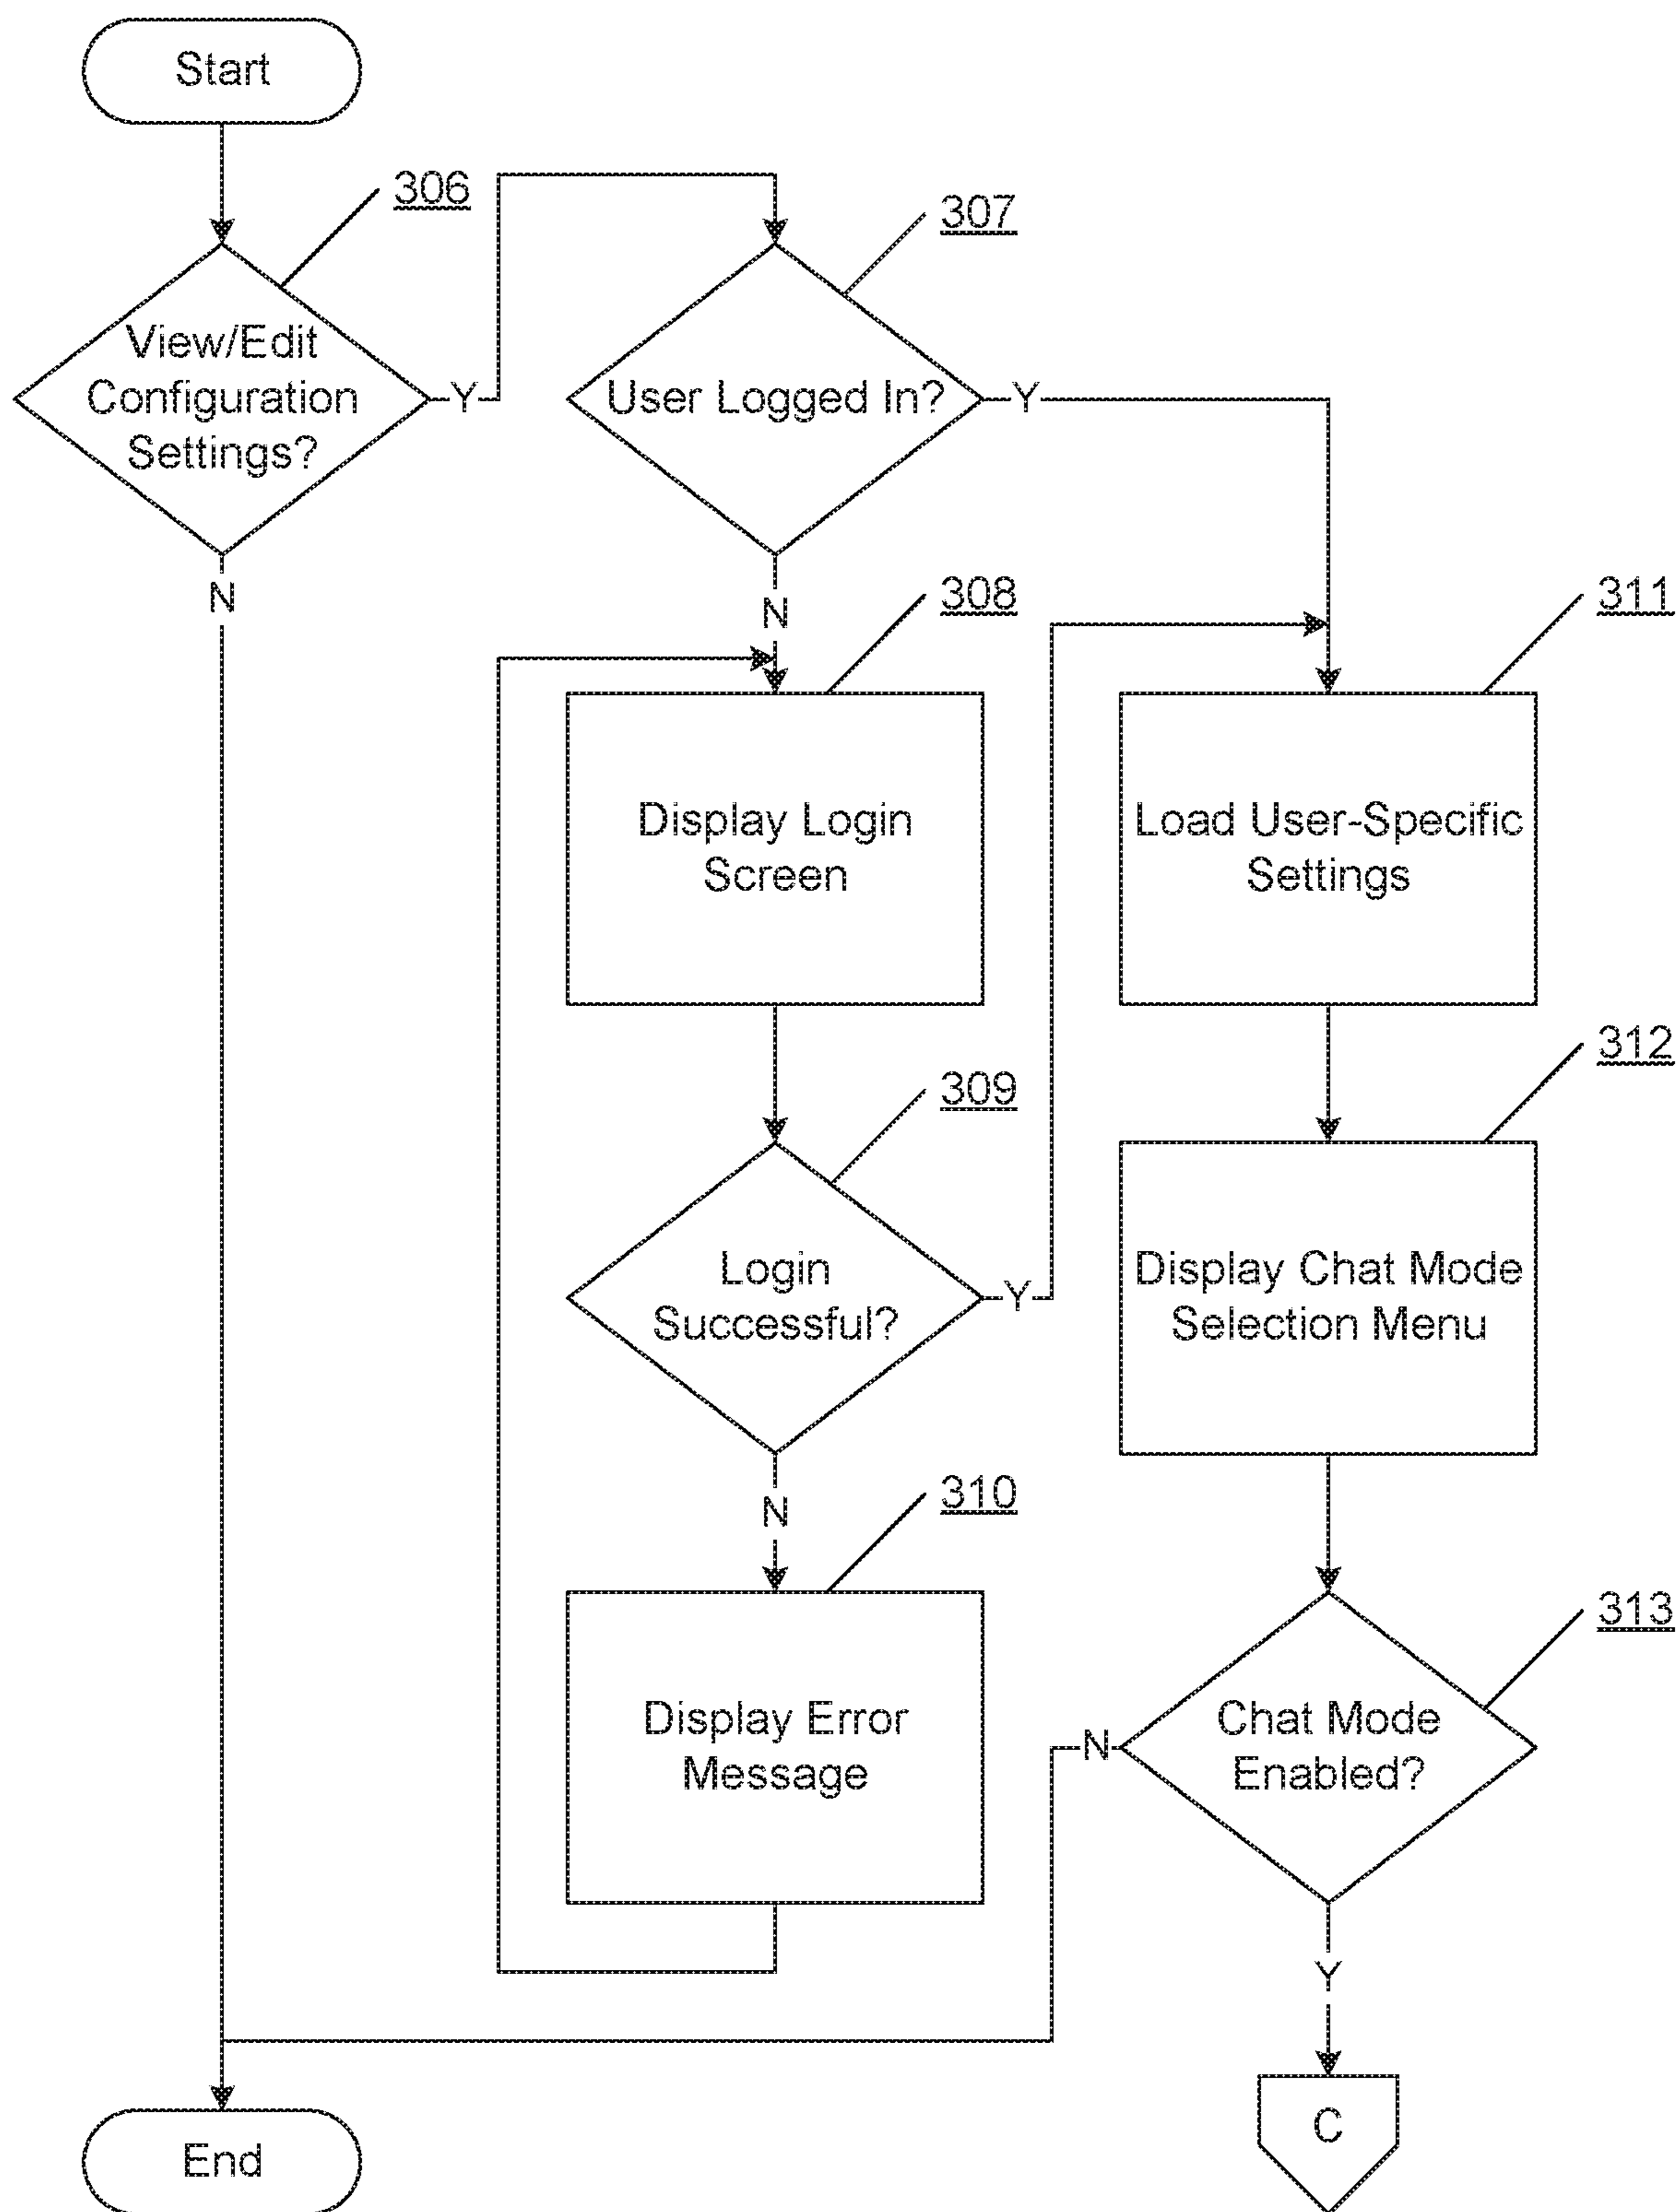 Start
306
307
View/Edit
Configuration
Settings?
Y
User Logged In?
Y
N
N
308
311
Display Login
Screen
Load User-Specific
Settings
309
312
Login
Successful?
Y
Display Chat Mode
Selection Menu
N
310
313
Display Error
Message
N
Chat Mode
Enabled?
Y
C
End